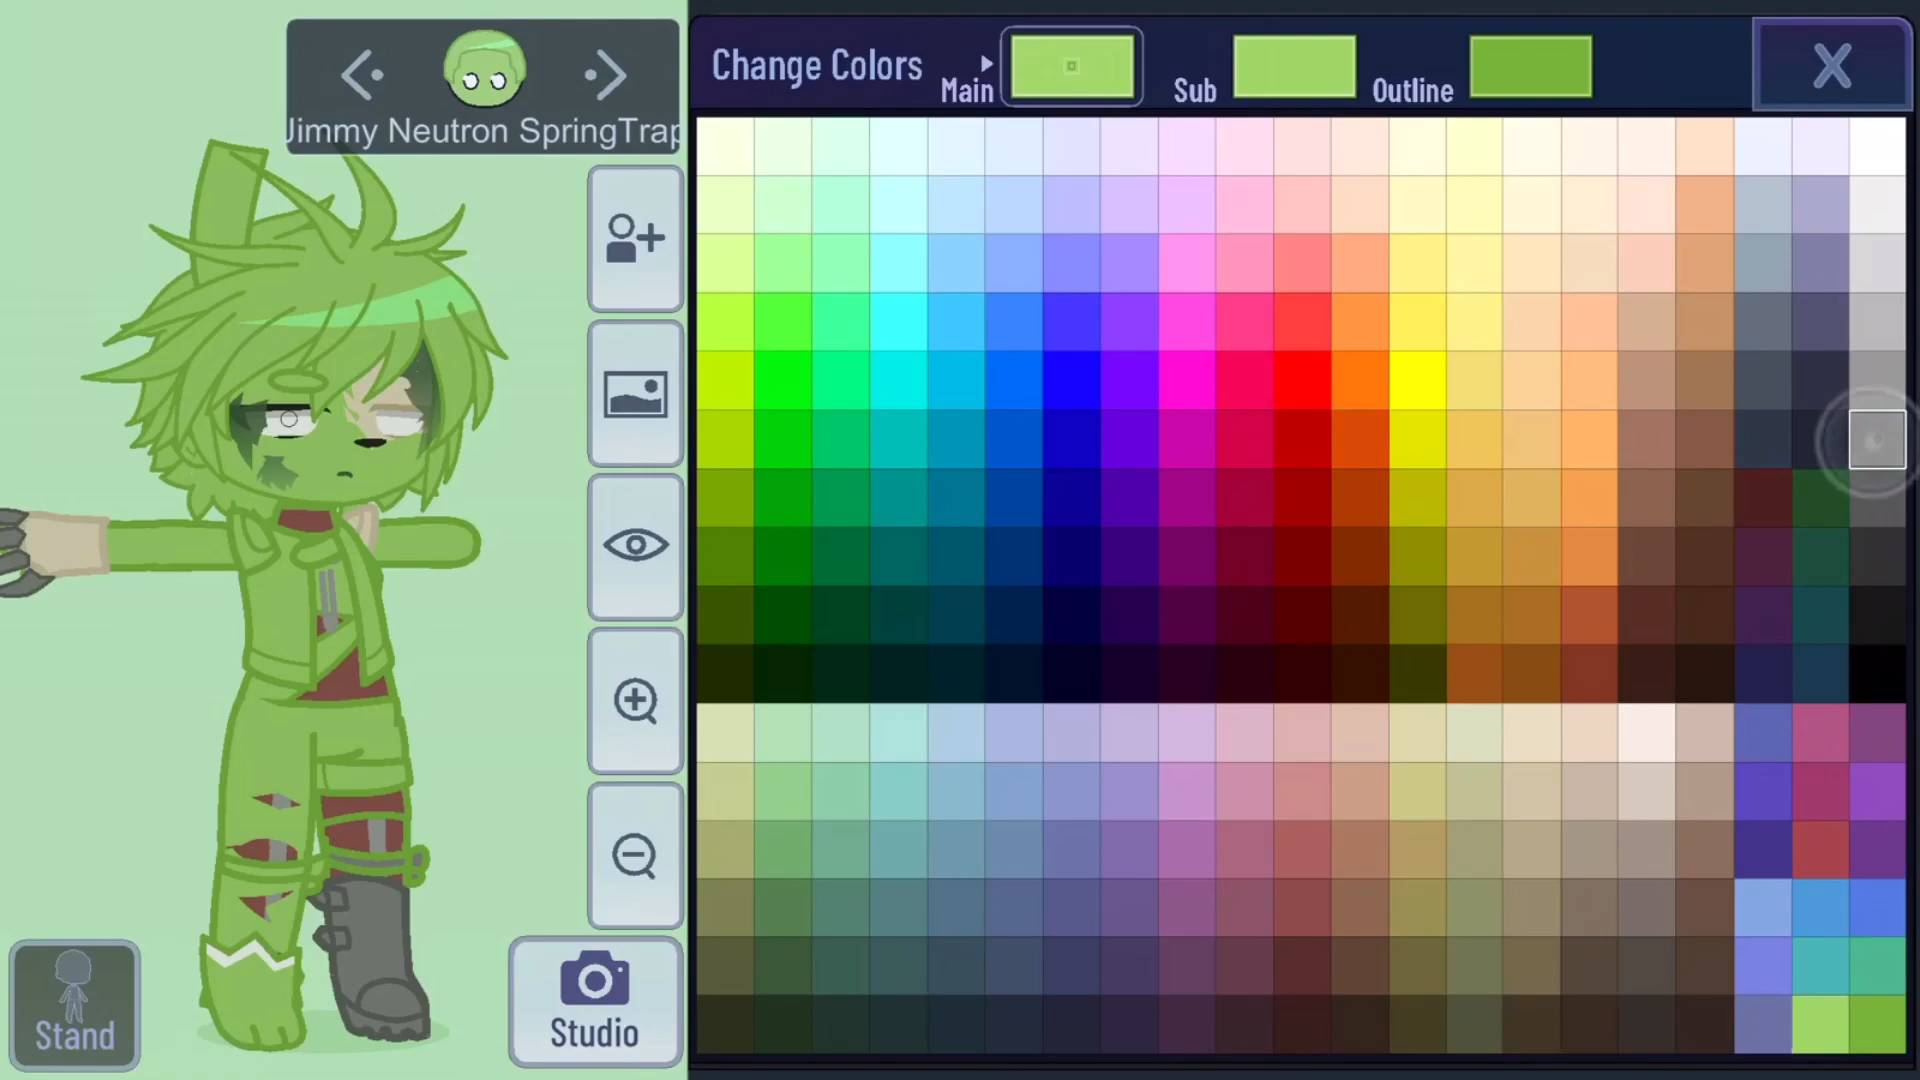 Jimmy Neutron SpringTrap
Change Colors
Main
Sub
Outline
X
Stand
Studio